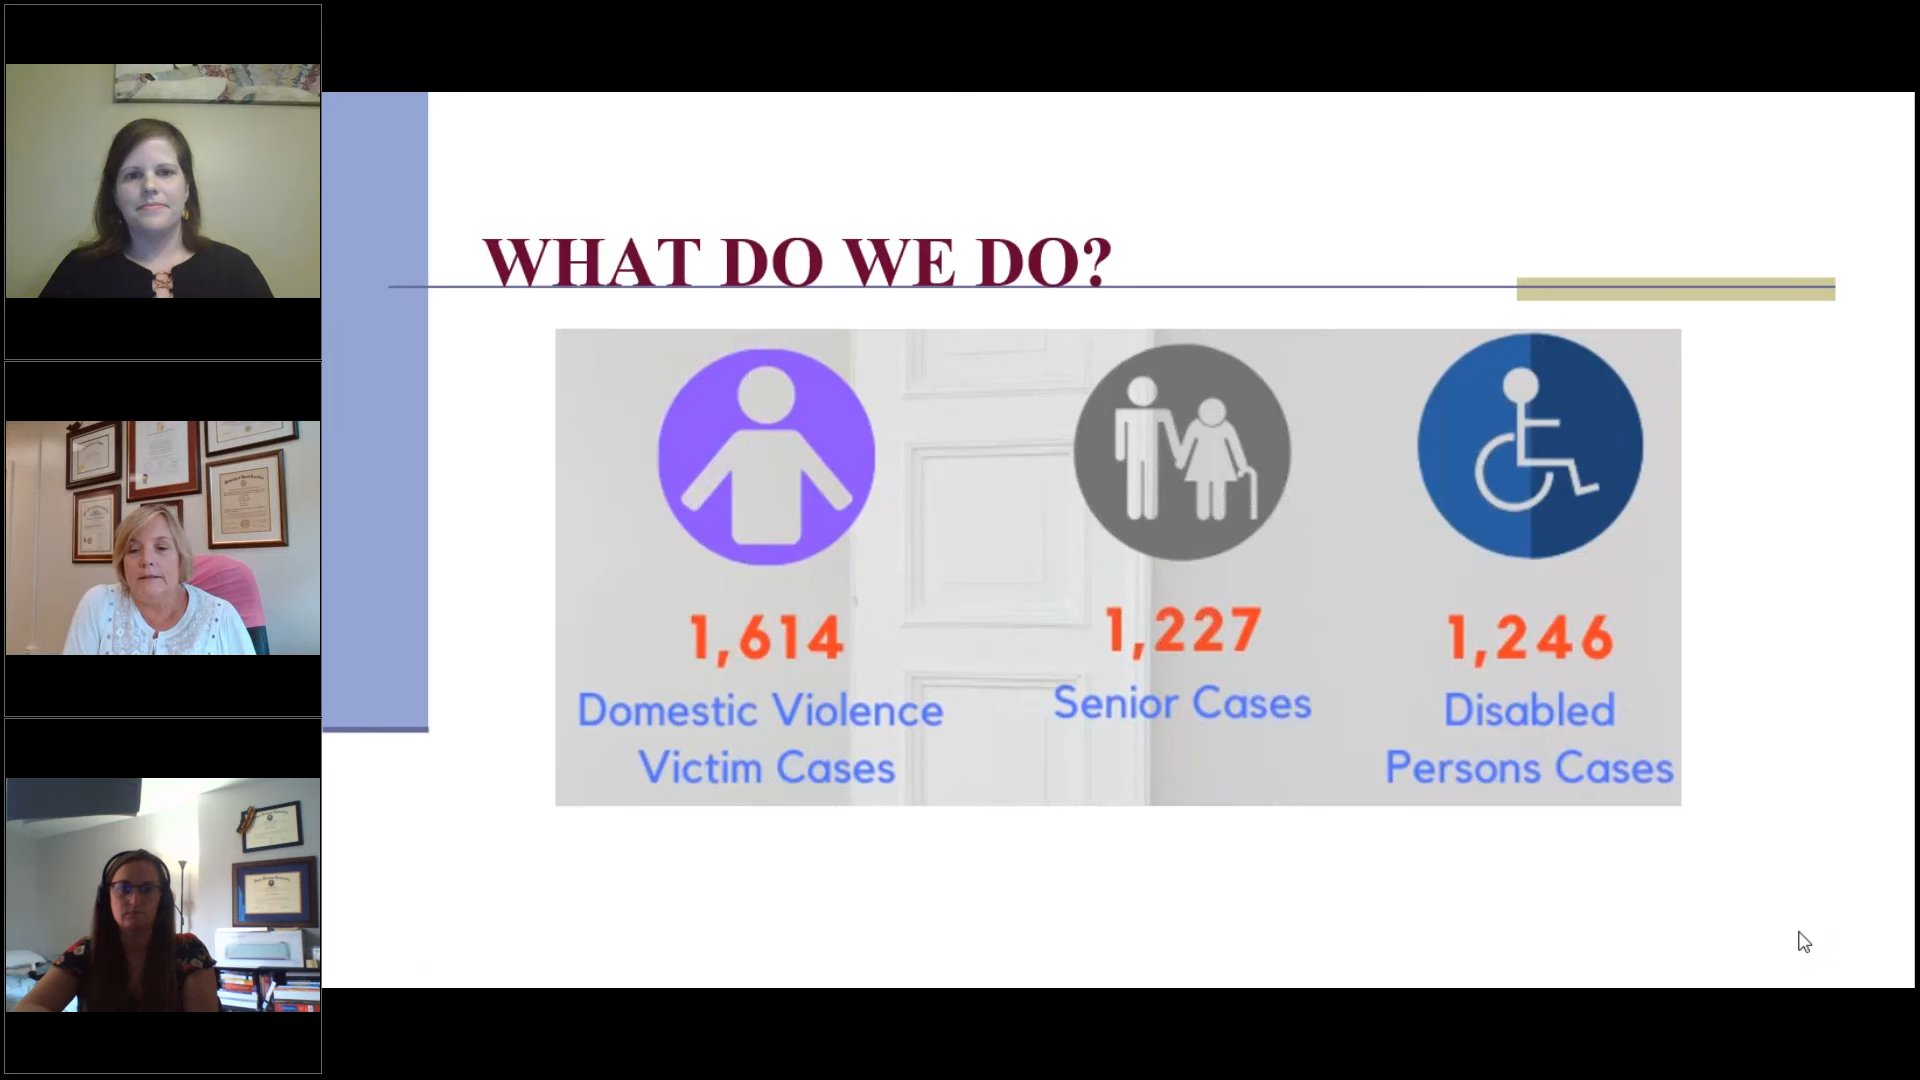 WHAT DO WE DO?
1,614
Domestic Violence
Victim Cases
1,227
Senior Cases
1,246
Disabled
Persons Cases